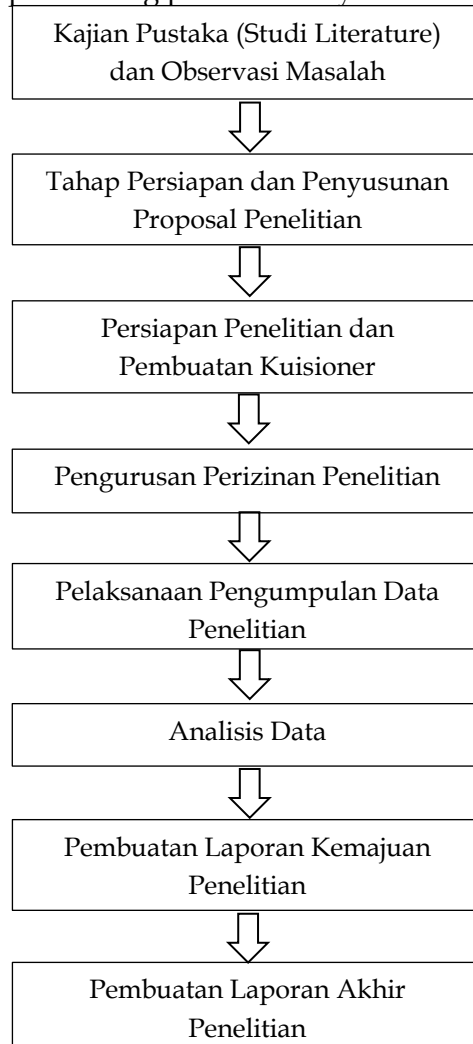 Kajian Pustaka (Studi Literature)
dan Observasi Masalah
Tahap Persiapan dan Penyusunan
Proposal Penelitian
Persiapan Penelitian dan
Pembuatan Kuisioner
Pengurusan Perizinan Penelitian
Pelaksanaan Pengumpulan Data
Penelitian
Analisis Data
Pembuatan Laporan Kemajuan
Penelitian
Pembuatan Laporan Akhir
Penelitian